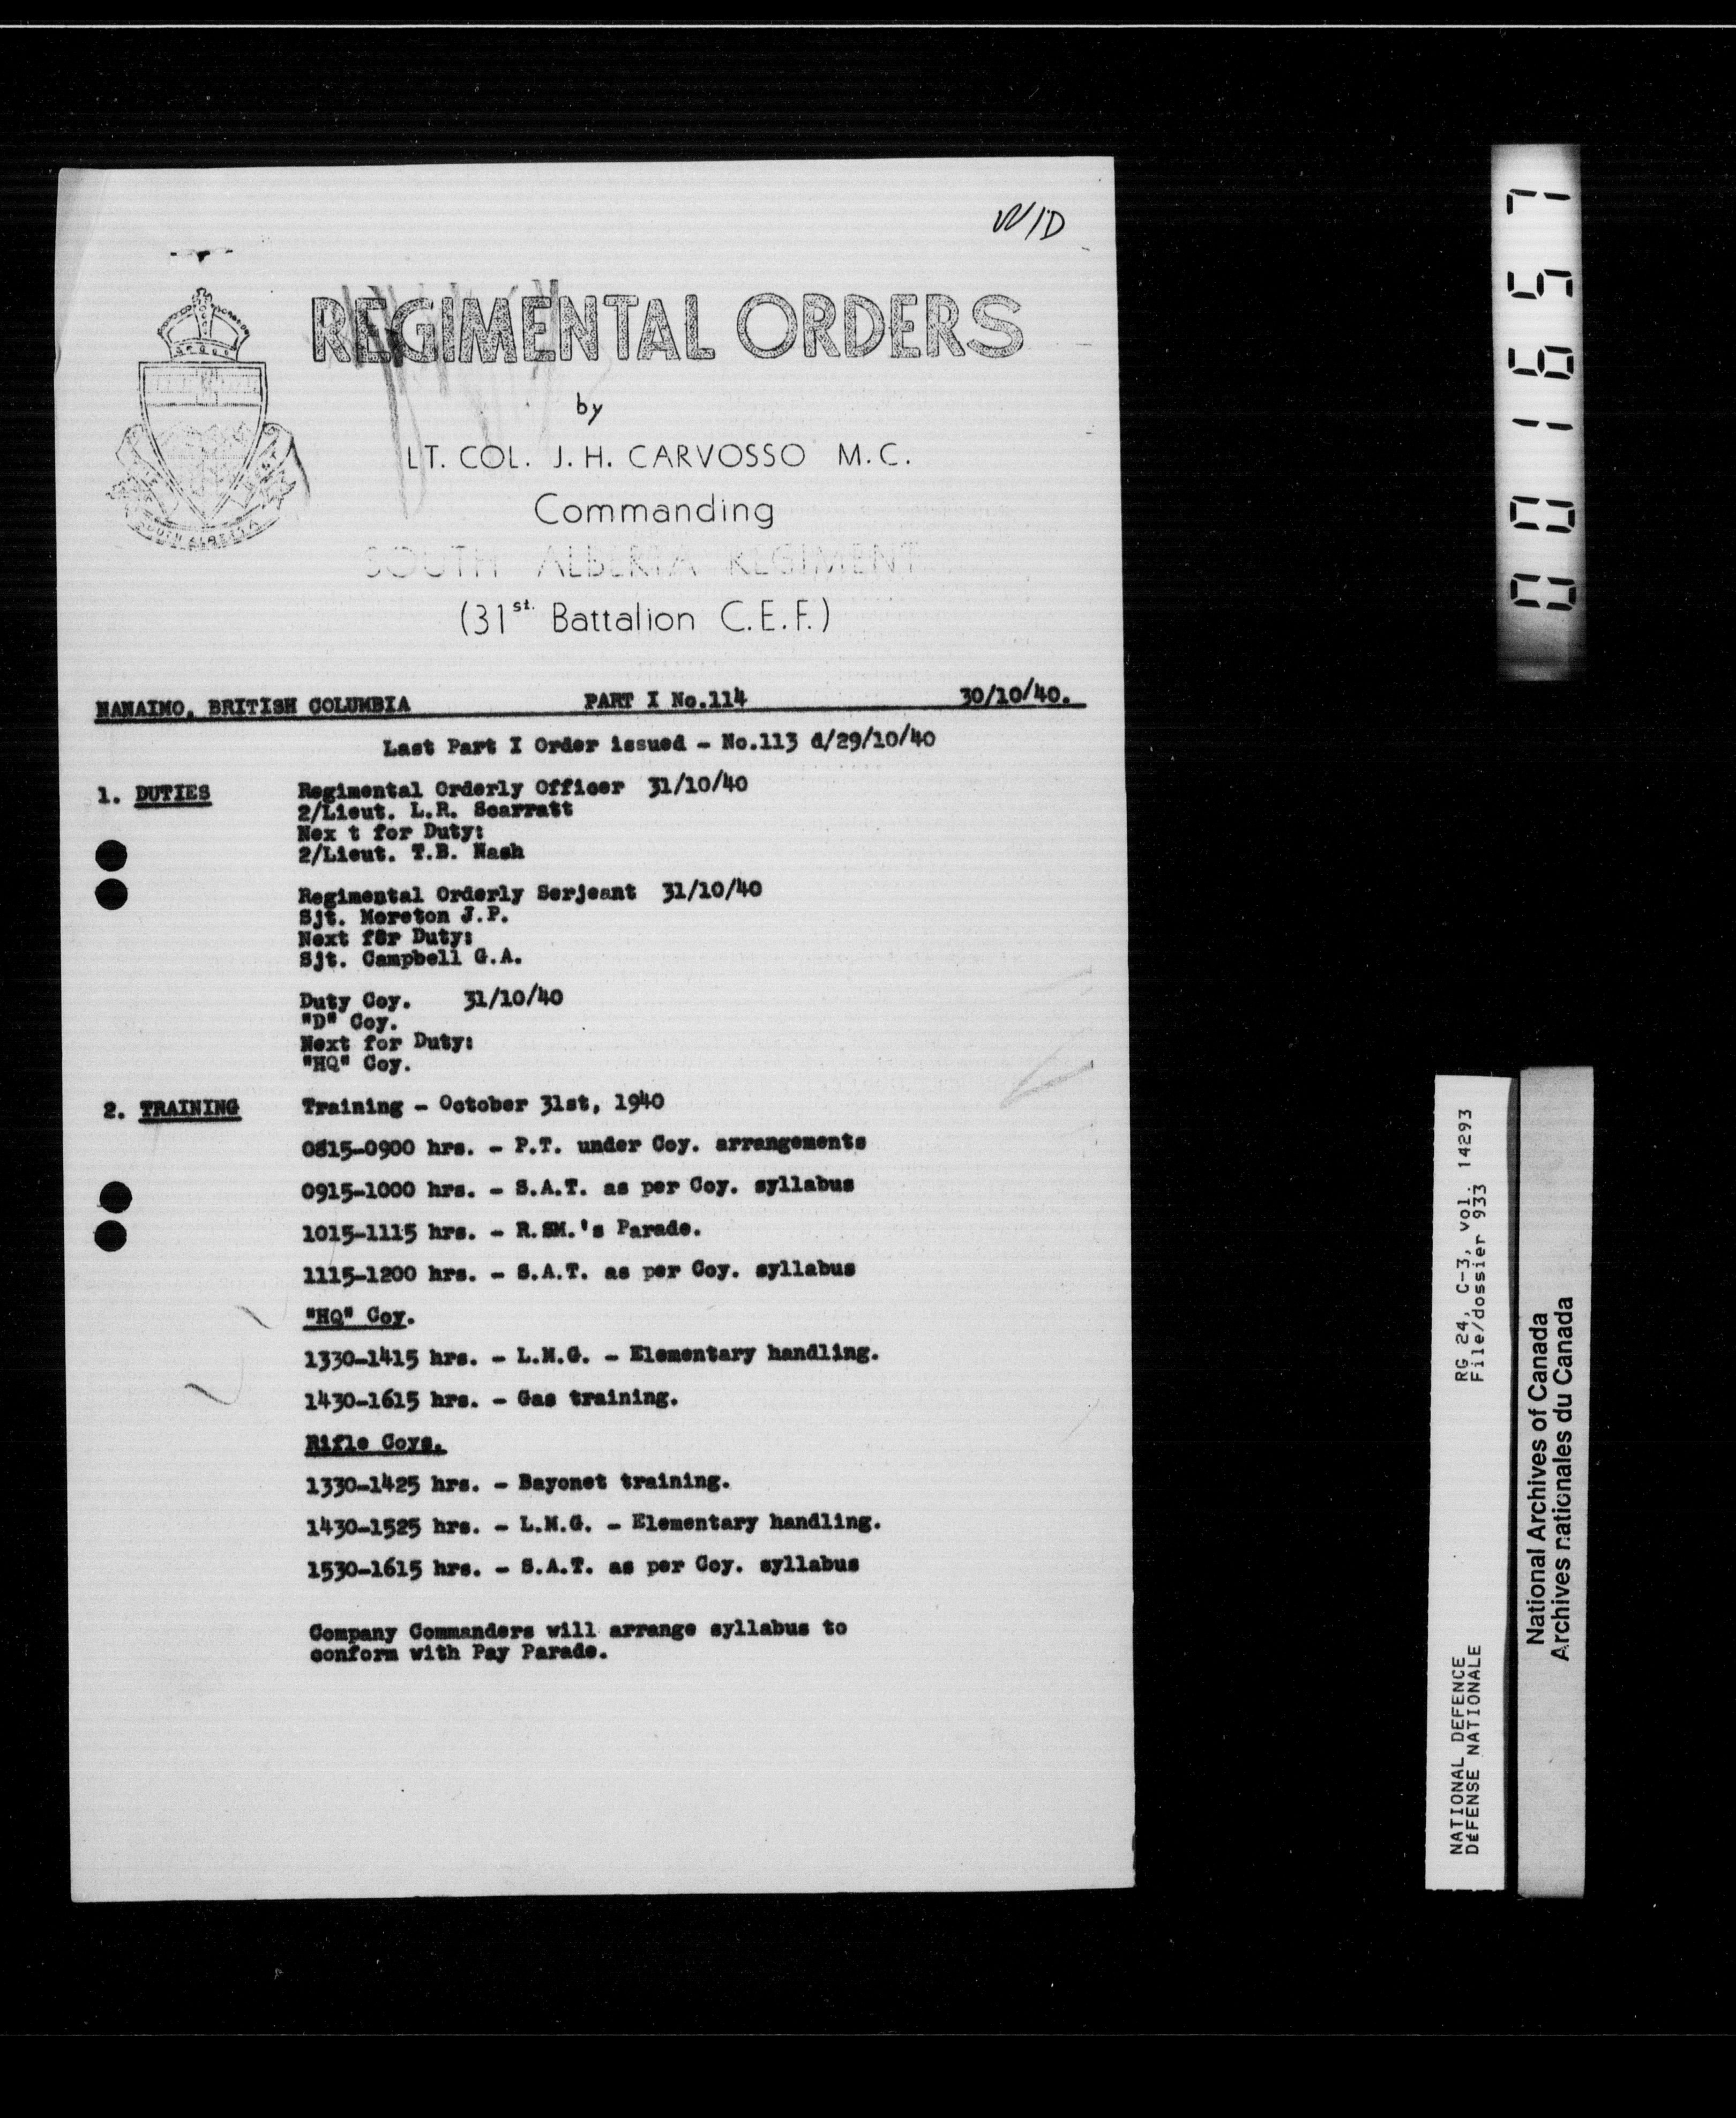 W/D
REGIMENTAL ORDERS
by
LT. COL. J. H. CARVOSSO M.C.
Commanding
SOUTH ALBERTA REGIMENT
(31st. Battalion C.E.F.)
SOUTH ALBERTA
NANAIMO, BRITISH COLUMBIA PART I No.114 30/10/40.
Last Part I Order issued - No.113 d/29/10/40
1. DUTIES Regimental Orderly Officer 31/10/40
2/Lieut. L.R. Scarratt
Nex t for Duty:
2/Lieut. T.B. Nash
Regimental Orderly Serjeant 31/10/40
Sjt. Moreton J.P.
Next for Duty:
Sjt. Campbell G.A.
Duty Coy. 31/10/40
"D" Coy.
Next for Duty:
"HQ" Coy.
2. TRAINING Training - October 31st, 1940
0815-0900 hrs. - P.T. under Coy. arrangements
0915-1000 hrs. - S.A.T. as per Coy. syllabus
1015-1115 hrs. - R.SM.'s Parade.
1115-1200 hrs. - S.A.T. as per Coy. syllabus
"HQ" Coy.
1330-1415 hrs. - L.M.G. - Elementary handling.
1430-1615 hrs. - Gas training.
Rifle Coys.
1330-1425 hrs. - Bayonet training.
1430-1525 hrs. - L.M.G. - Elementary handling.
1530-1615 hrs. - S.A.T. as per Coy. syllabus
Company Commanders will arrange syllabus to
conform with Pay Parade.
001657
NATIONAL DEFENCE RG 24, C-3, vol. 14293
DÉFENSE NATIONALE File/dossier 933
National Archives of Canada
Archives nationales du Canada